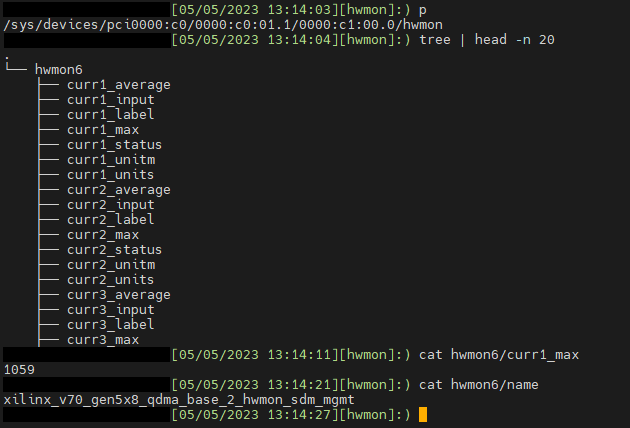 [05/05/2023 13:14:03][hwmon]:) p
/sys/devices/pci0000:c0/0000:c0:01.1/0000:c1:00.0/hwmon
[05/05/2023 13:14:04][hwmon]:) tree | head -n 20
.
└── hwmon6
    ├── curr1_average
    ├── curr1_input
    ├── curr1_label
    ├── curr1_max
    ├── curr1_status
    ├── curr1_unitm
    ├── curr1_units
    ├── curr2_average
    ├── curr2_input
    ├── curr2_label
    ├── curr2_max
    ├── curr2_status
    ├── curr2_unitm
    ├── curr2_units
    ├── curr3_average
    ├── curr3_input
    ├── curr3_label
    ├── curr3_max
[05/05/2023 13:14:11][hwmon]:) cat hwmon6/curr1_max
1059
[05/05/2023 13:14:21][hwmon]:) cat hwmon6/name
xilinx_v70_gen5x8_qdma_base_2_hwmon_sdm_mgmt
[05/05/2023 13:14:27][hwmon]:)